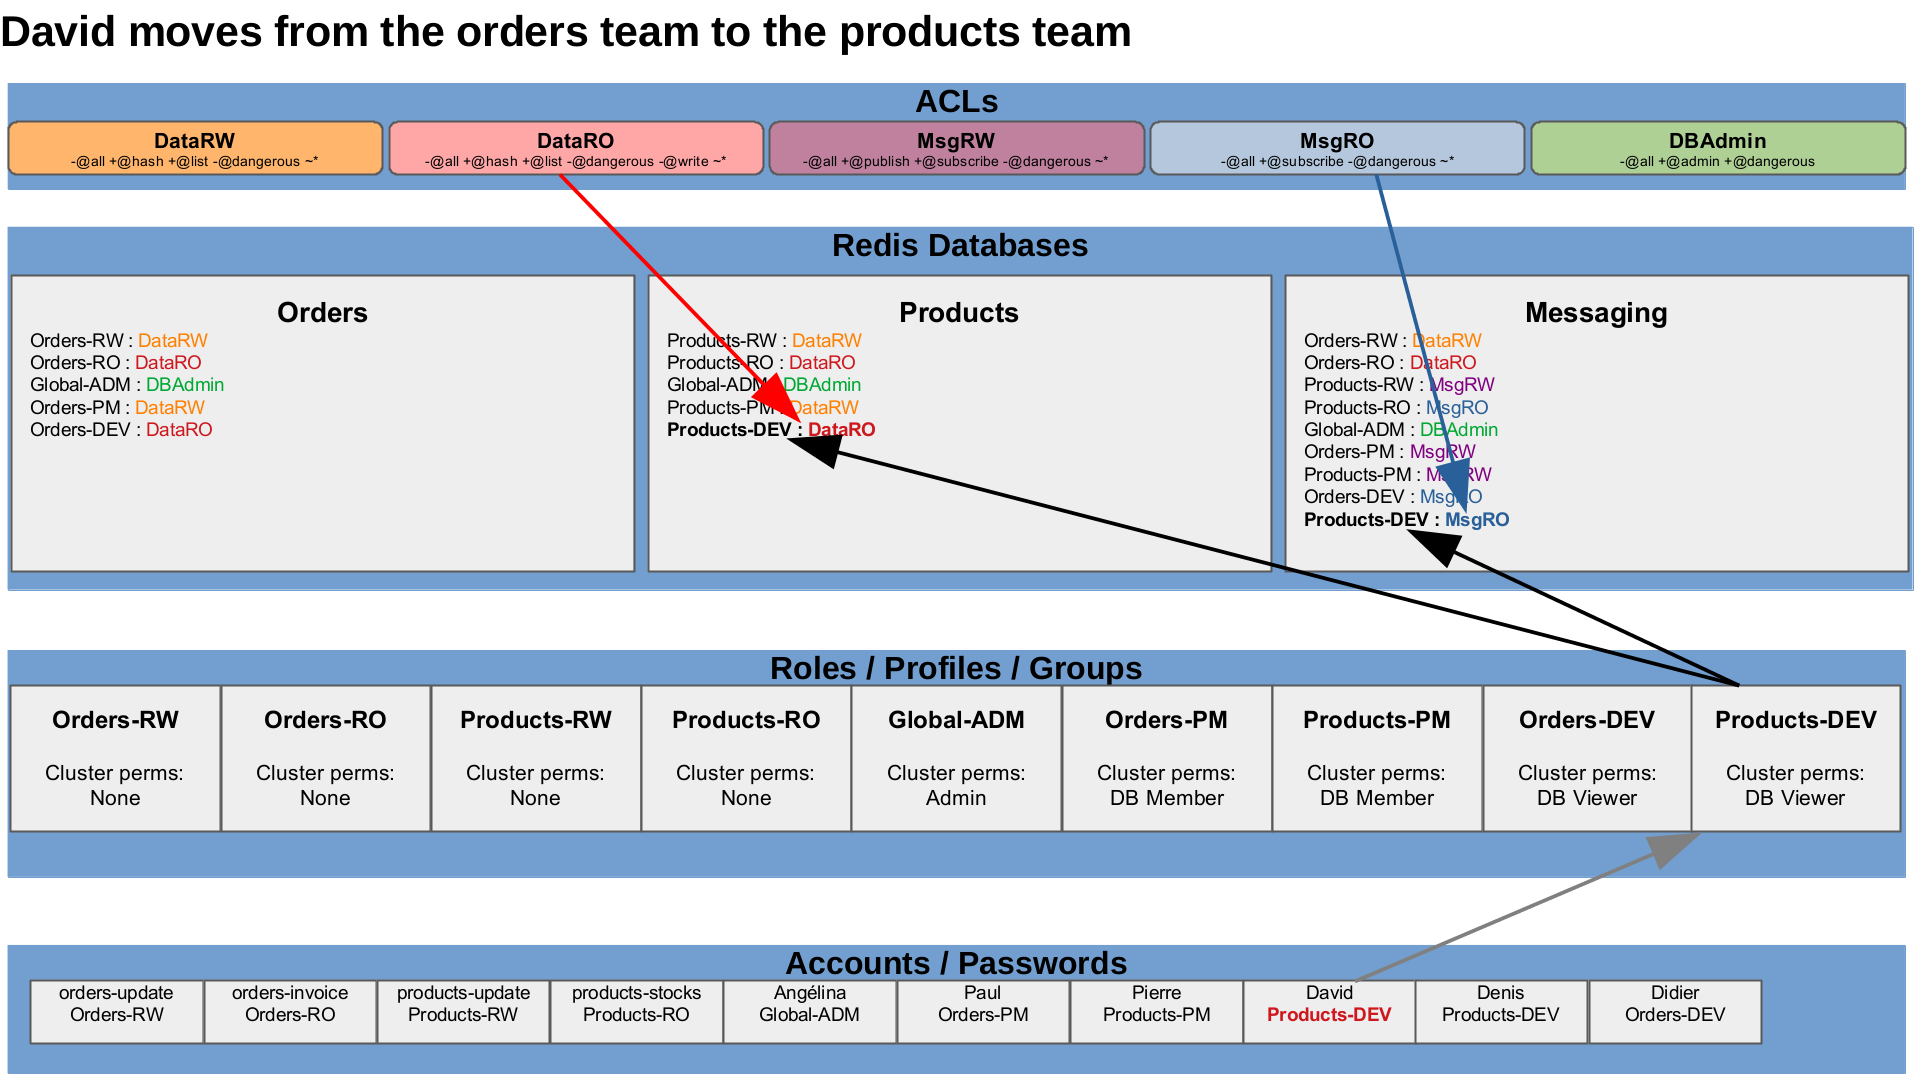 David moves from the orders team to the products team
ACLs
DataRW
-@all +@hash +@list -@dangerous ~*
DataRO
-@all +@hash +@list -@dangerous -@write ~*
MsgRW
-@all +@publish +@subscribe -@dangerous ~*
MsgRO
-@all +@subscribe -@dangerous ~*
DBAdmin
-@all +@admin +@dangerous
Redis Databases
Orders
Orders-RW : DataRW
Orders-RO : DataRO
Global-ADM : DBAdmin
Orders-PM : DataRW
Orders-DEV : DataRO
Products
Products-RW : DataRW
Products-RO : DataRO
Global-ADM : DBAdmin
Products-PM : DataRW
Products-DEV : DataRO
Messaging
Orders-RW : DataRW
Orders-RO : DataRO
Products-RW : MsgRW
Products-RO : MsgRO
Global-ADM : DBAdmin
Orders-PM : MsgRW
Products-PM : MsgRW
Orders-DEV : MsgRO
Products-DEV : MsgRO
Roles / Profiles / Groups
Orders-RW
Cluster perms:
None
Orders-RO
Cluster perms:
None
Products-RW
Cluster perms:
None
Products-RO
Cluster perms:
None
Global-ADM
Cluster perms:
Admin
Orders-PM
Cluster perms:
DB Member
Products-PM
Cluster perms:
DB Member
Orders-DEV
Cluster perms:
DB Viewer
Products-DEV
Cluster perms:
DB Viewer
Accounts / Passwords
orders-update
Orders-RW
orders-invoice
Orders-RO
products-update
Products-RW
products-stocks
Products-RO
Angélina
Global-ADM
Paul
Orders-PM
Pierre
Products-PM
David
Products-DEV
Denis
Products-DEV
Didier
Orders-DEV